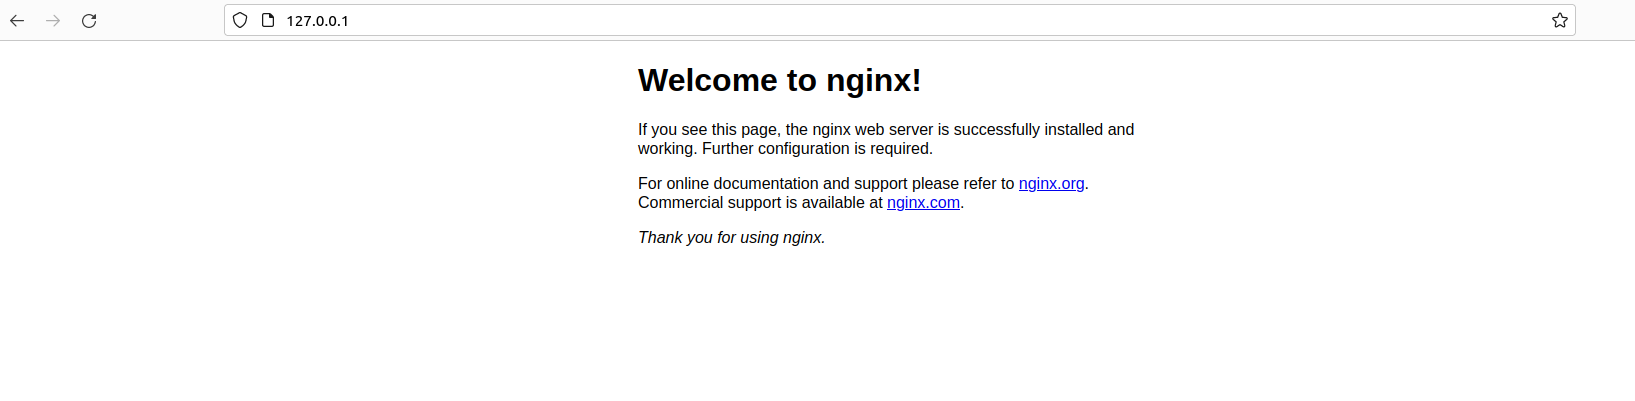 127.0.0.1
Welcome to nginx!
If you see this page, the nginx web server is successfully installed and
working. Further configuration is required.
For online documentation and support please refer to nginx.org.
Commercial support is available at nginx.com.
Thank you for using nginx.